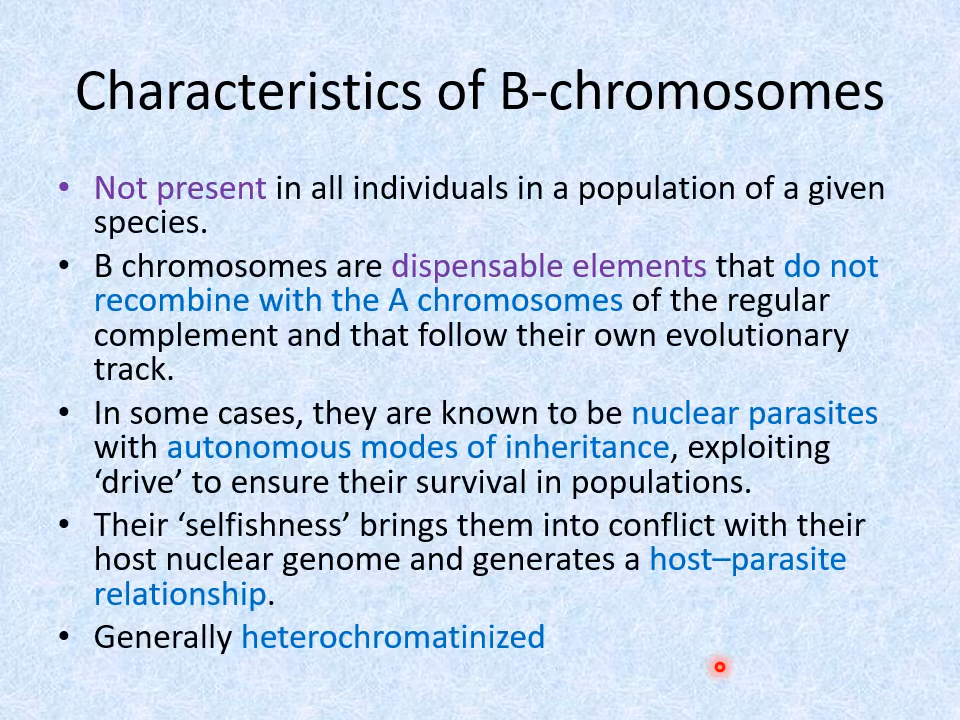 Characteristics of B-chromosomes
• Not present in all individuals in a population of a given
species.
• B chromosomes are dispensable elements that do not
recombine with the A chromosomes of the regular
complement and that follow their own evolutionary
track.
• In some cases, they are known to be nuclear parasites
with autonomous modes of inheritance, exploiting
‘drive’ to ensure their survival in populations.
• Their ‘selfishness’ brings them into conflict with their
host nuclear genome and generates a host–parasite
relationship.
• Generally heterochromatinized